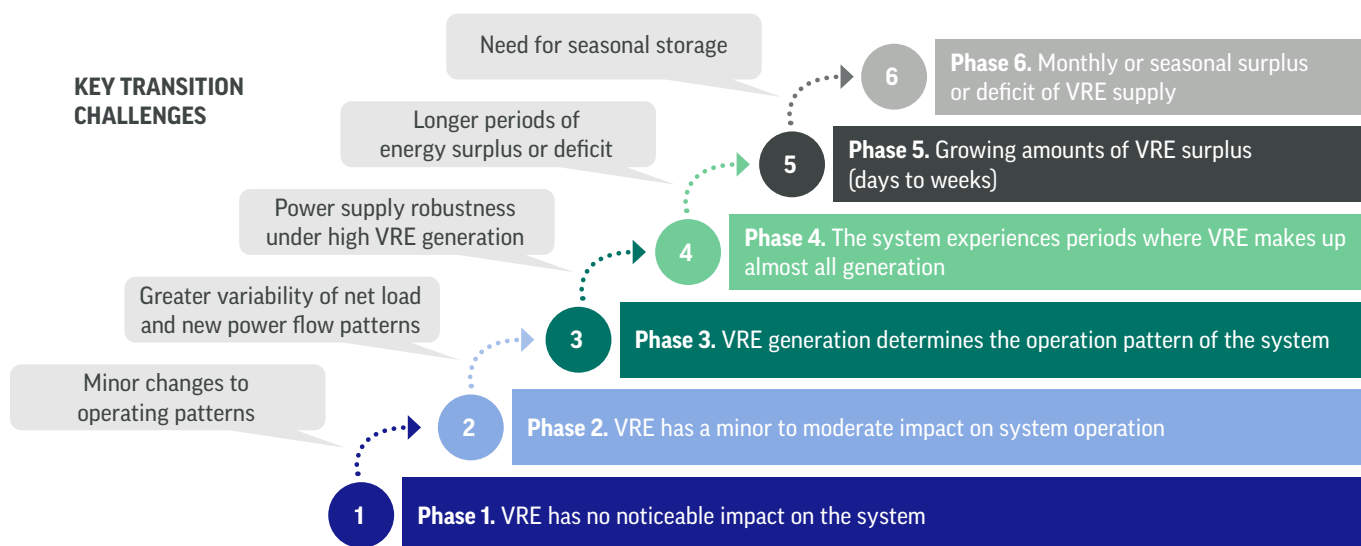 KEY TRANSITION
CHALLENGES
Need for seasonal storage
6
Phase 6. Monthly or seasonal surplus
or deficit of VRE supply
Longer periods of
energy surplus or deficit
5
Phase 5. Growing amounts of VRE surplus
(days to weeks)
Power supply robustness
under high VRE generation
4
Phase 4. The system experiences periods where VRE makes up
almost all generation
Greater variability of net load
and new power flow patterns
3
Phase 3. VRE generation determines the operation pattern of the system
Minor changes to
operating patterns
2
Phase 2. VRE has a minor to moderate impact on system operation
1
Phase 1. VRE has no noticeable impact on the system